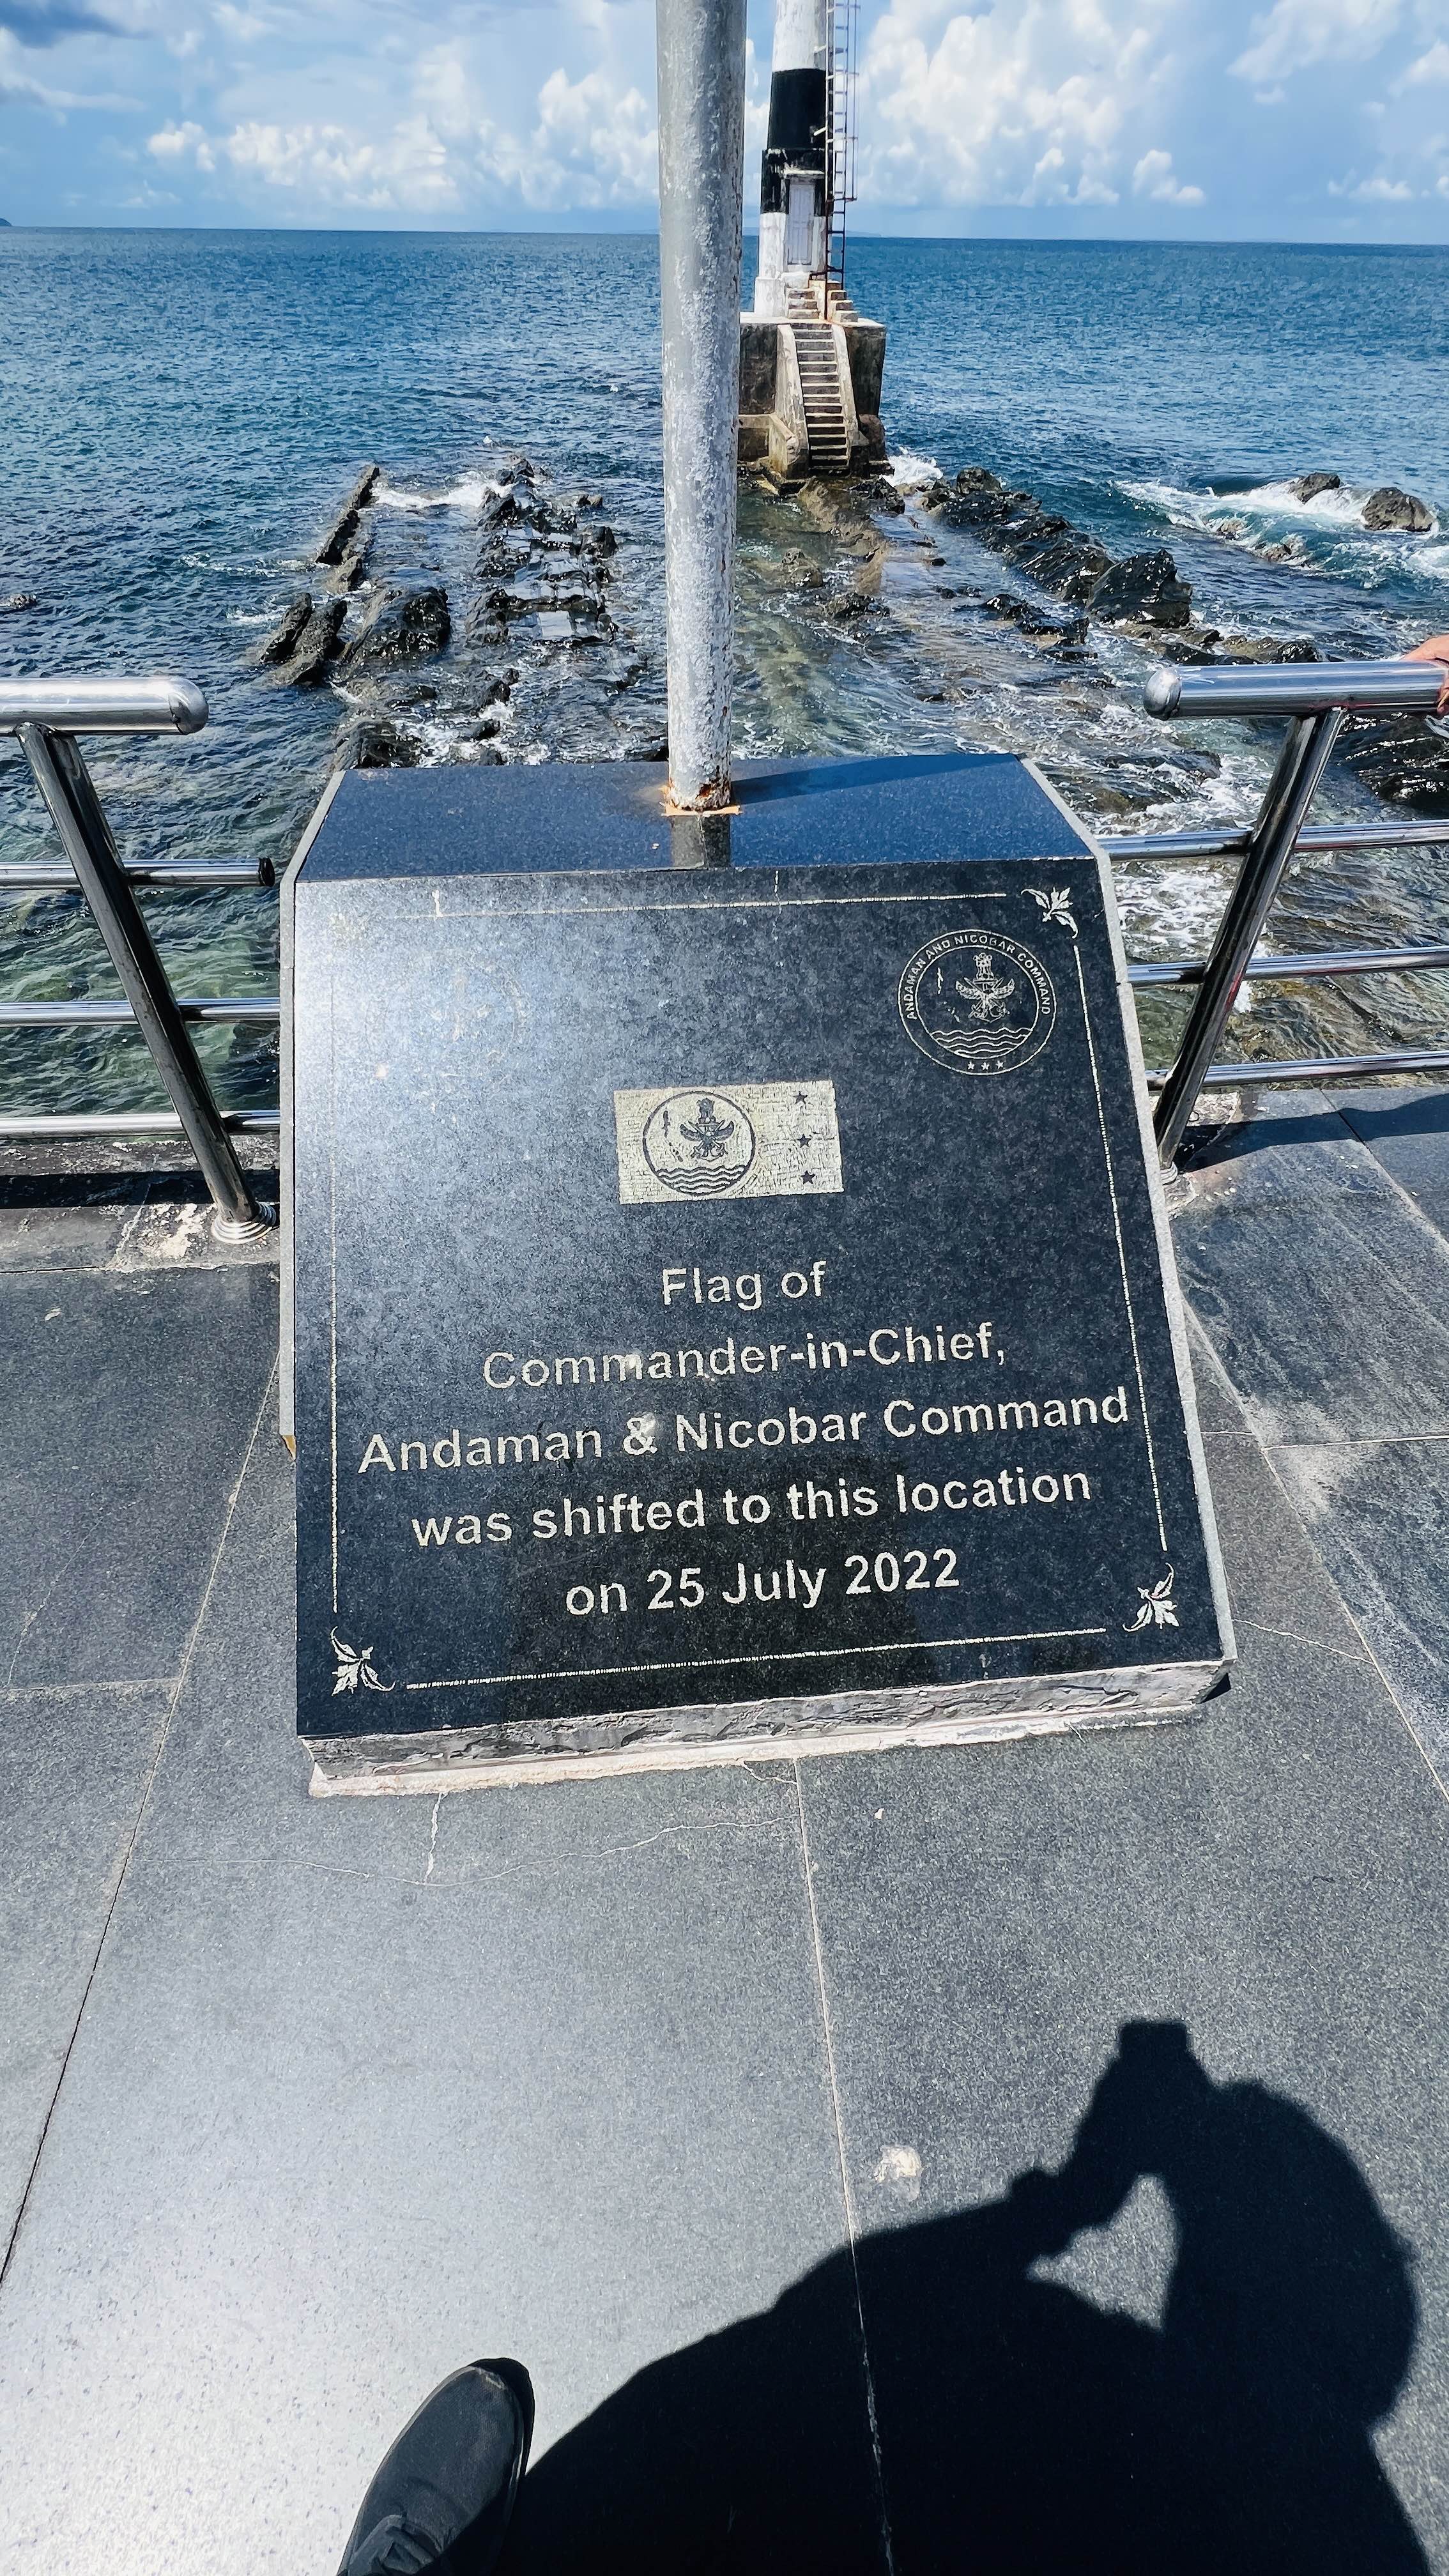 ANDAMAN AND NICOBAR COMMAND
Flag of
Commander-in-Chief,
Andaman & Nicobar Command
was shifted to this location
on 25 July 2022